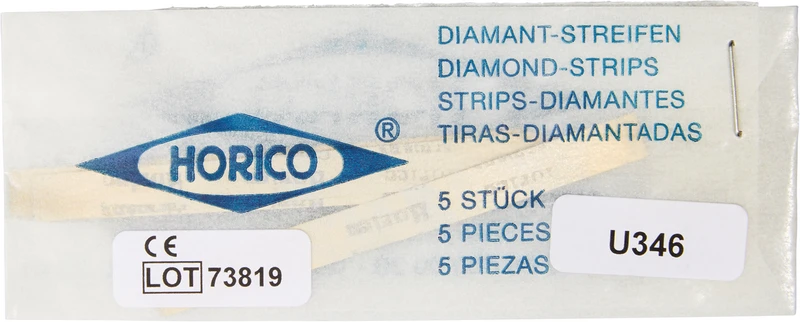 DIAMANT-STREIFEN
DIAMOND-STRIPS
STRIPS-DIAMANTES
TIRAS-DIAMANTADAS
HORICO
®
5 STÜCK
5 PIECES
5 PIEZAS
U346
CE
LOT 73819